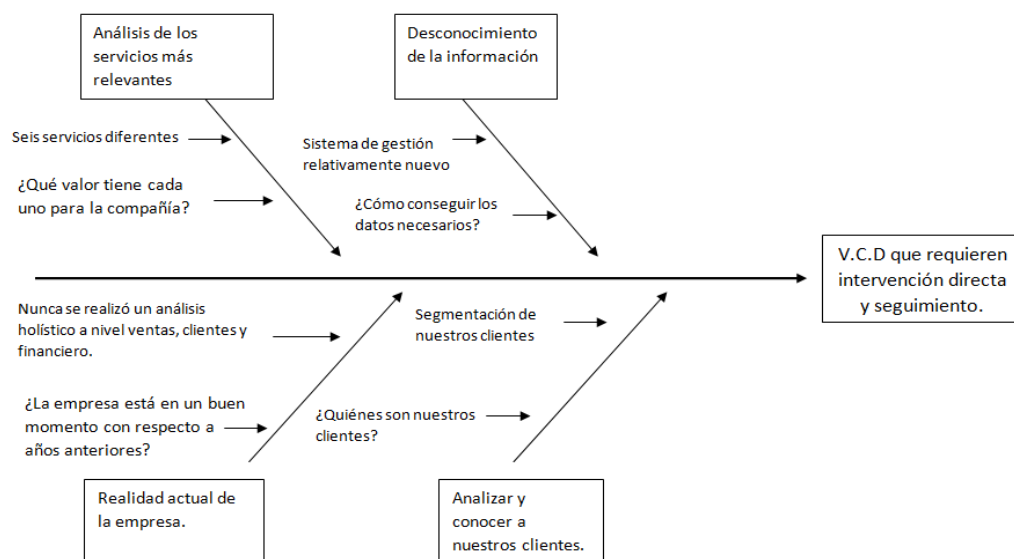 Análisis de los
servicios más
relevantes
Desconocimiento
de la información
Seis servicios diferentes
Sistema de gestión
relativamente nuevo
¿Qué valor tiene cada
uno para la compañía?
¿Cómo conseguir los
datos necesarios?
V.C.D que requieren
intervención directa
y seguimiento.
Nunca se realizó un análisis
holístico a nivel ventas, clientes y
financiero.
Segmentación de
nuestros clientes
¿La empresa está en un buen
momento con respecto a
años anteriores?
¿Quiénes son nuestros
clientes?
Realidad actual de
la empresa.
Analizar y
conocer a
nuestros clientes.